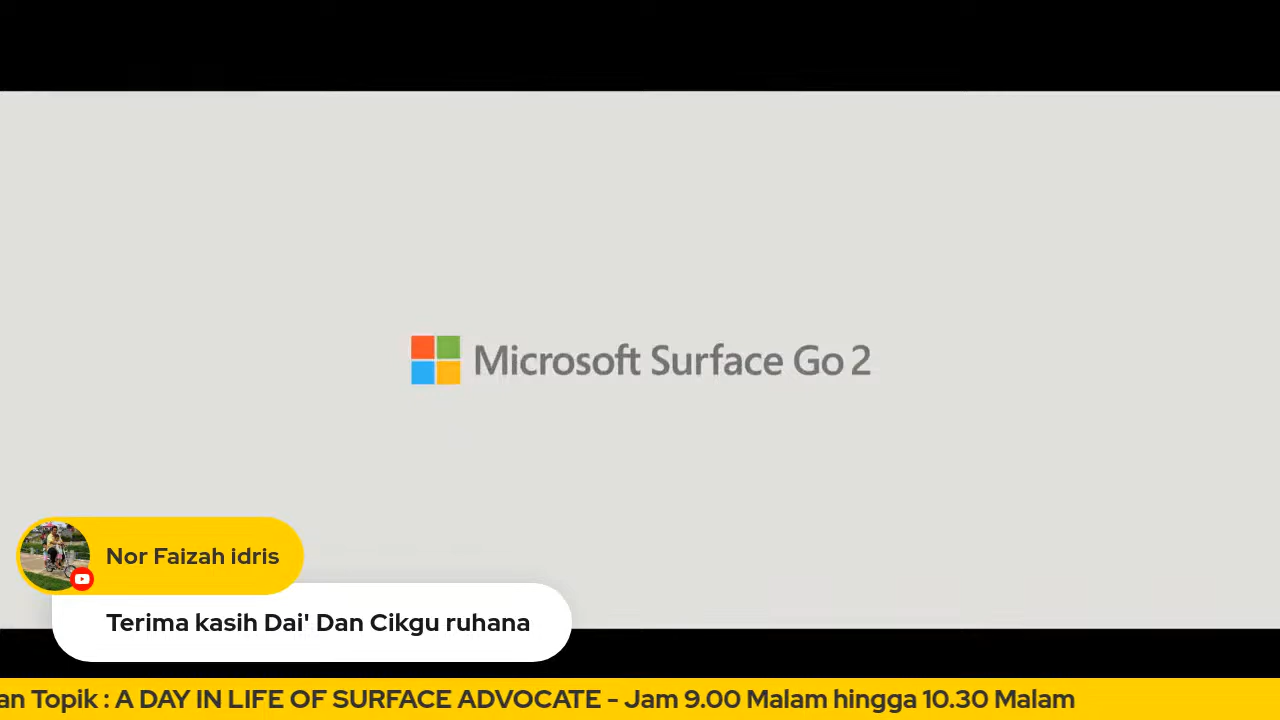 Microsoft Surface Go 2
Nor Faizah idris
Terima kasih Dai' Dan Cikgu ruhana
an Topik : A DAY IN LIFE OF SURFACE ADVOCATE - Jam 9.00 Malam hingga 10.30 Malam